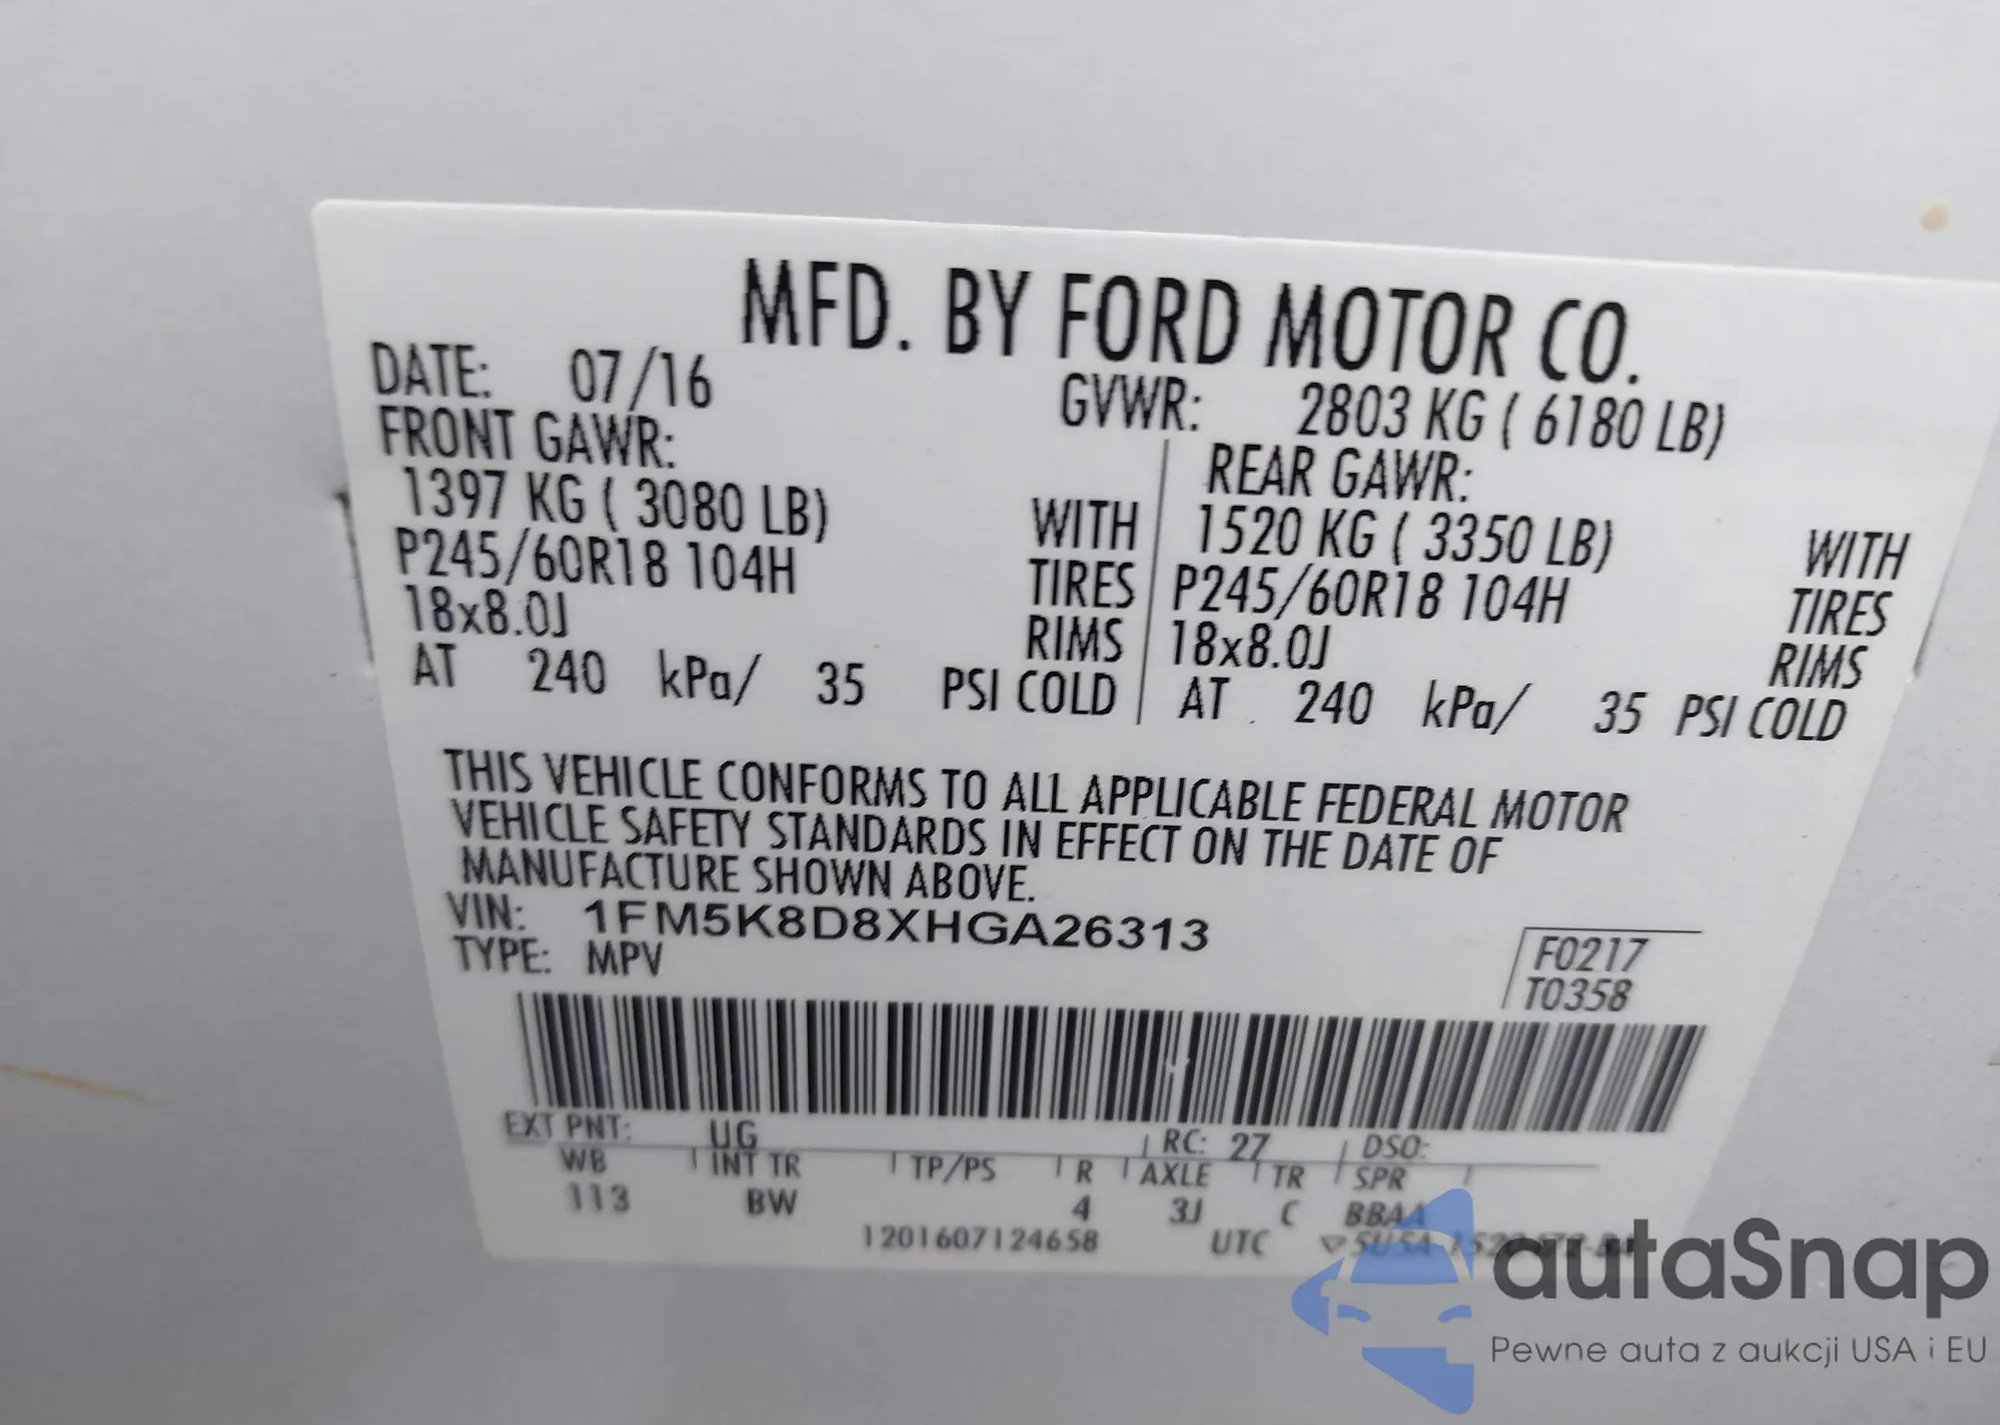 MFD. BY FORD MOTOR CO.
DATE: 07/16 GVWR: 2803 KG ( 6180 LB)
FRONT GAWR: REAR GAWR:
1397 KG ( 3080 LB) WITH 1520 KG ( 3350 LB) WITH
P245/60R18 104H TIRES P245/60R18 104H TIRES
18x8.0J RIMS 18x8.0J RIMS
AT 240 kPa/ 35 PSI COLD AT 240 kPa/ 35 PSI COLD
THIS VEHICLE CONFORMS TO ALL APPLICABLE FEDERAL MOTOR
VEHICLE SAFETY STANDARDS IN EFFECT ON THE DATE OF
MANUFACTURE SHOWN ABOVE.
VIN: 1FM5K8D8XHGA26313
TYPE: MPV
F0217
T0358
EXT PNT: UG RC: 27 DSO:
WB INT TR TP/PS R AXLE TR SPR
113 BW 4 3J C BBAA
1201607124658 UTC
autaSnap
Pewne auta z aukcji USA i EU